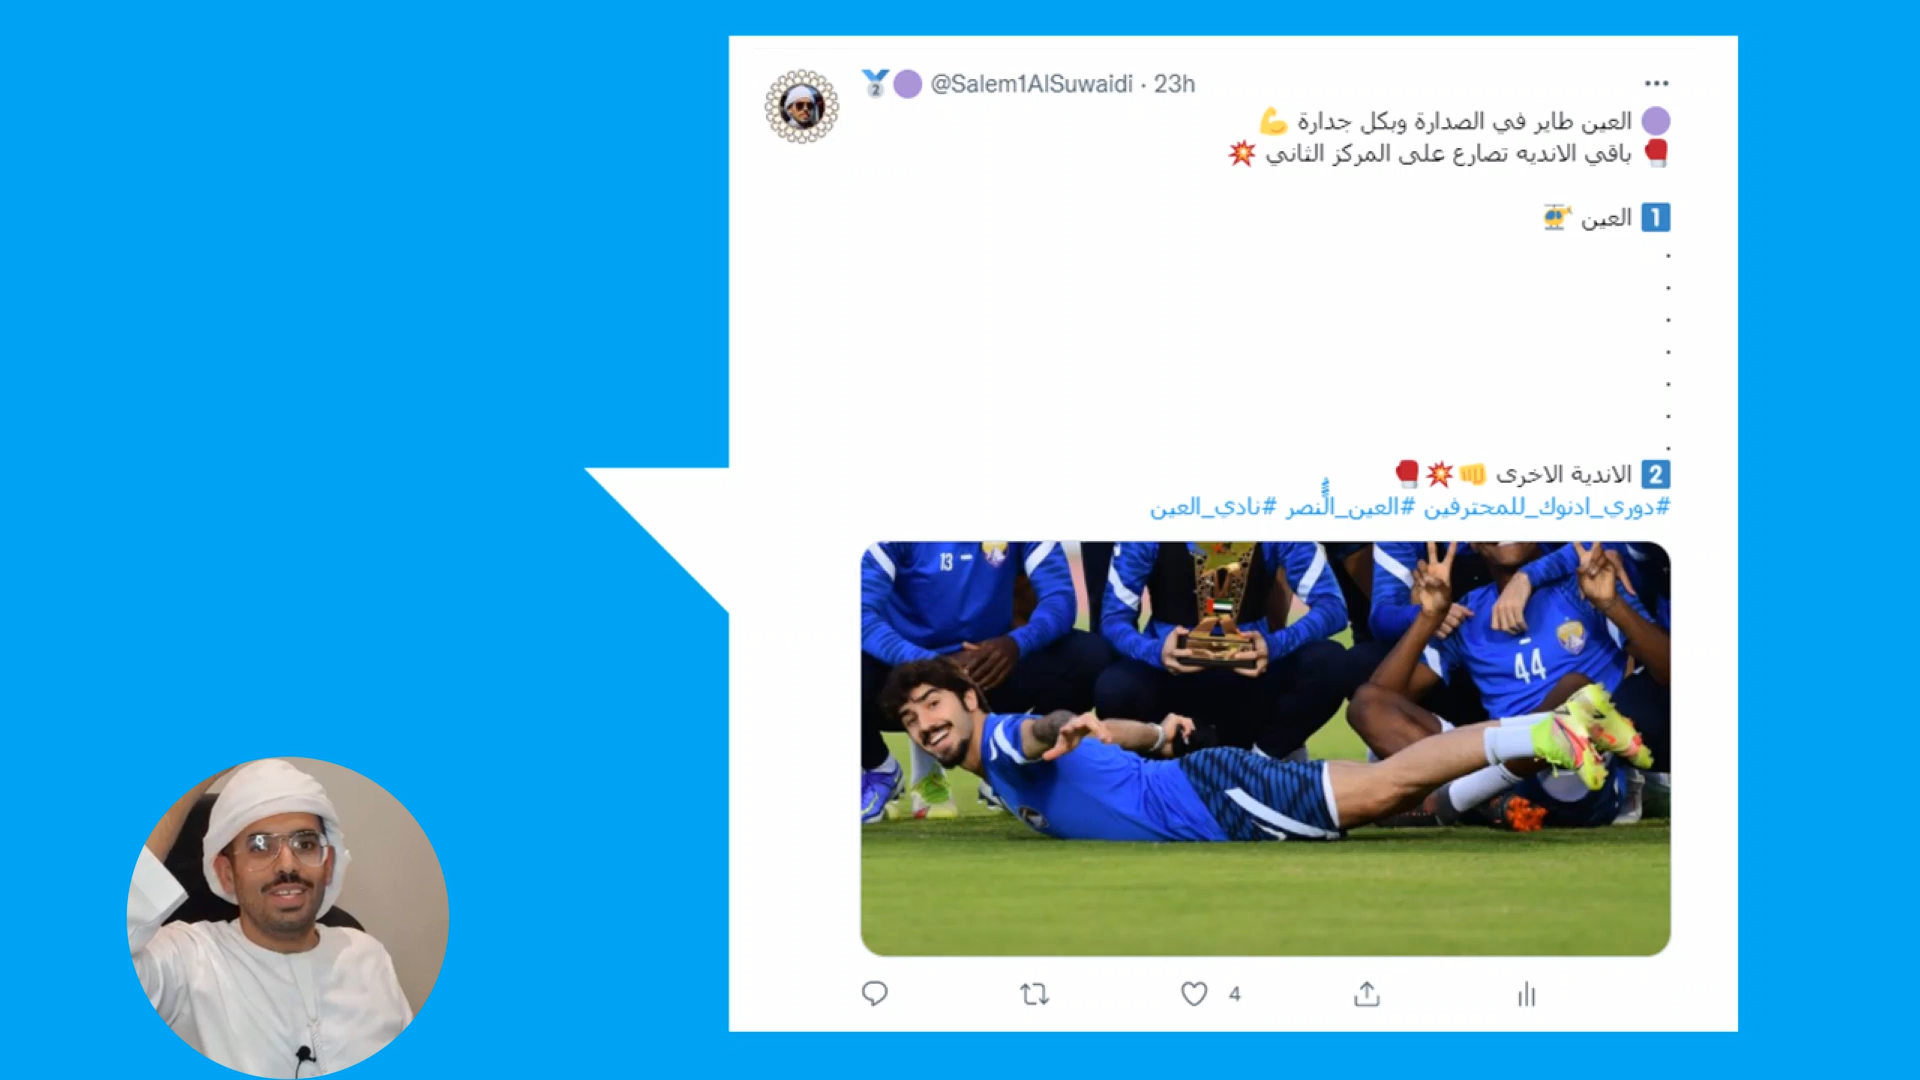 @Salem1AlSuwaidi · 23h
العين طاير في الصدارة وبكل جدارة
باقي الانديه تصارع على المركز الثاني
1 العين
.
.
.
.
.
.
.
2 الاندية الاخرى
#دوري_ادنوك_للمحترفين #العين_النصر #نادي_العين
13
44
4